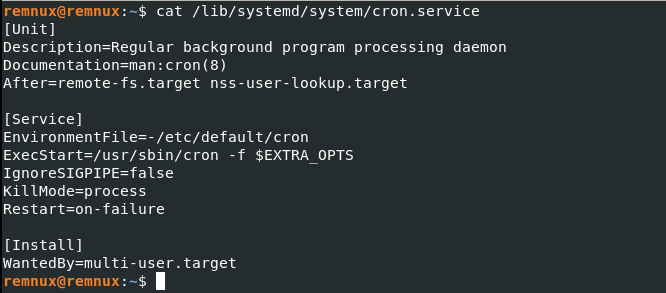 remnux@remnux:~$ cat /lib/systemd/system/cron.service
[Unit]
Description=Regular background program processing daemon
Documentation=man:cron(8)
After=remote-fs.target nss-user-lookup.target

[Service]
EnvironmentFile=-/etc/default/cron
ExecStart=/usr/sbin/cron -f $EXTRA_OPTS
IgnoreSIGPIPE=false
KillMode=process
Restart=on-failure

[Install]
WantedBy=multi-user.target
remnux@remnux:~$